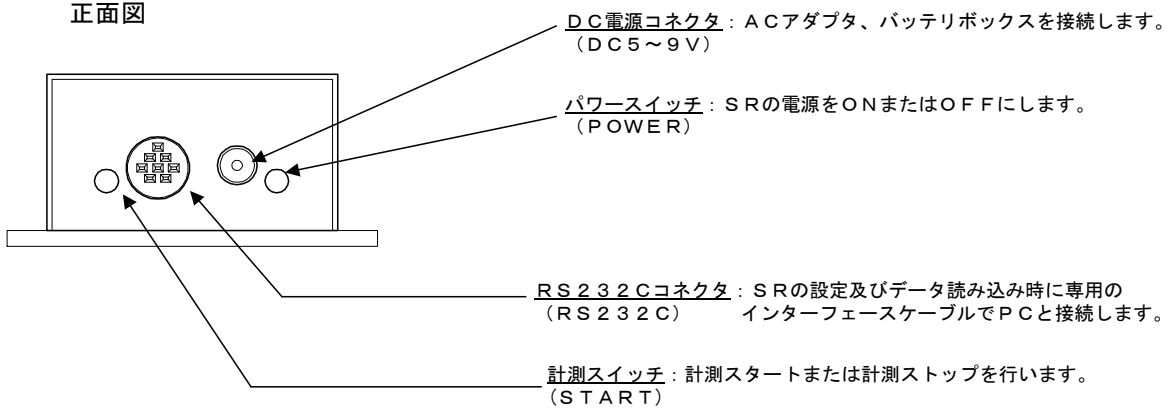 正面図
DC電源コネクタ：ACアダプタ、バッテリボックスを接続します。
(DC5～9V)
パワースイッチ：SRの電源をONまたはOFFにします。
(POWER)
RS232Cコネクタ：SRの設定及びデータ読み込み時に専用の
(RS232C) インターフェースケーブルでPCと接続します。
計測スイッチ：計測スタートまたは計測ストップを行います。
(START)